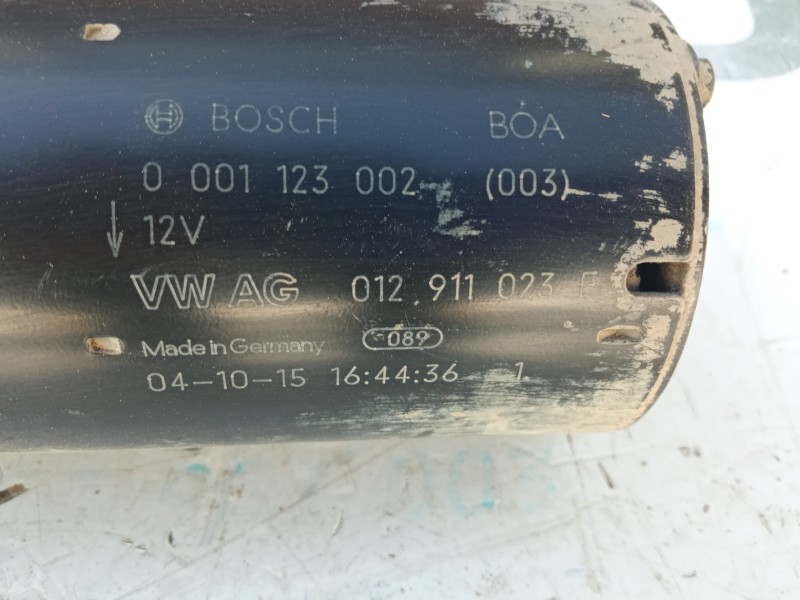 BOSCH BÓA
0 001 123 002 (003)
12V
VW AG 012 911 023 F
Made in Germany 089
04-10-15 16:44:36 1